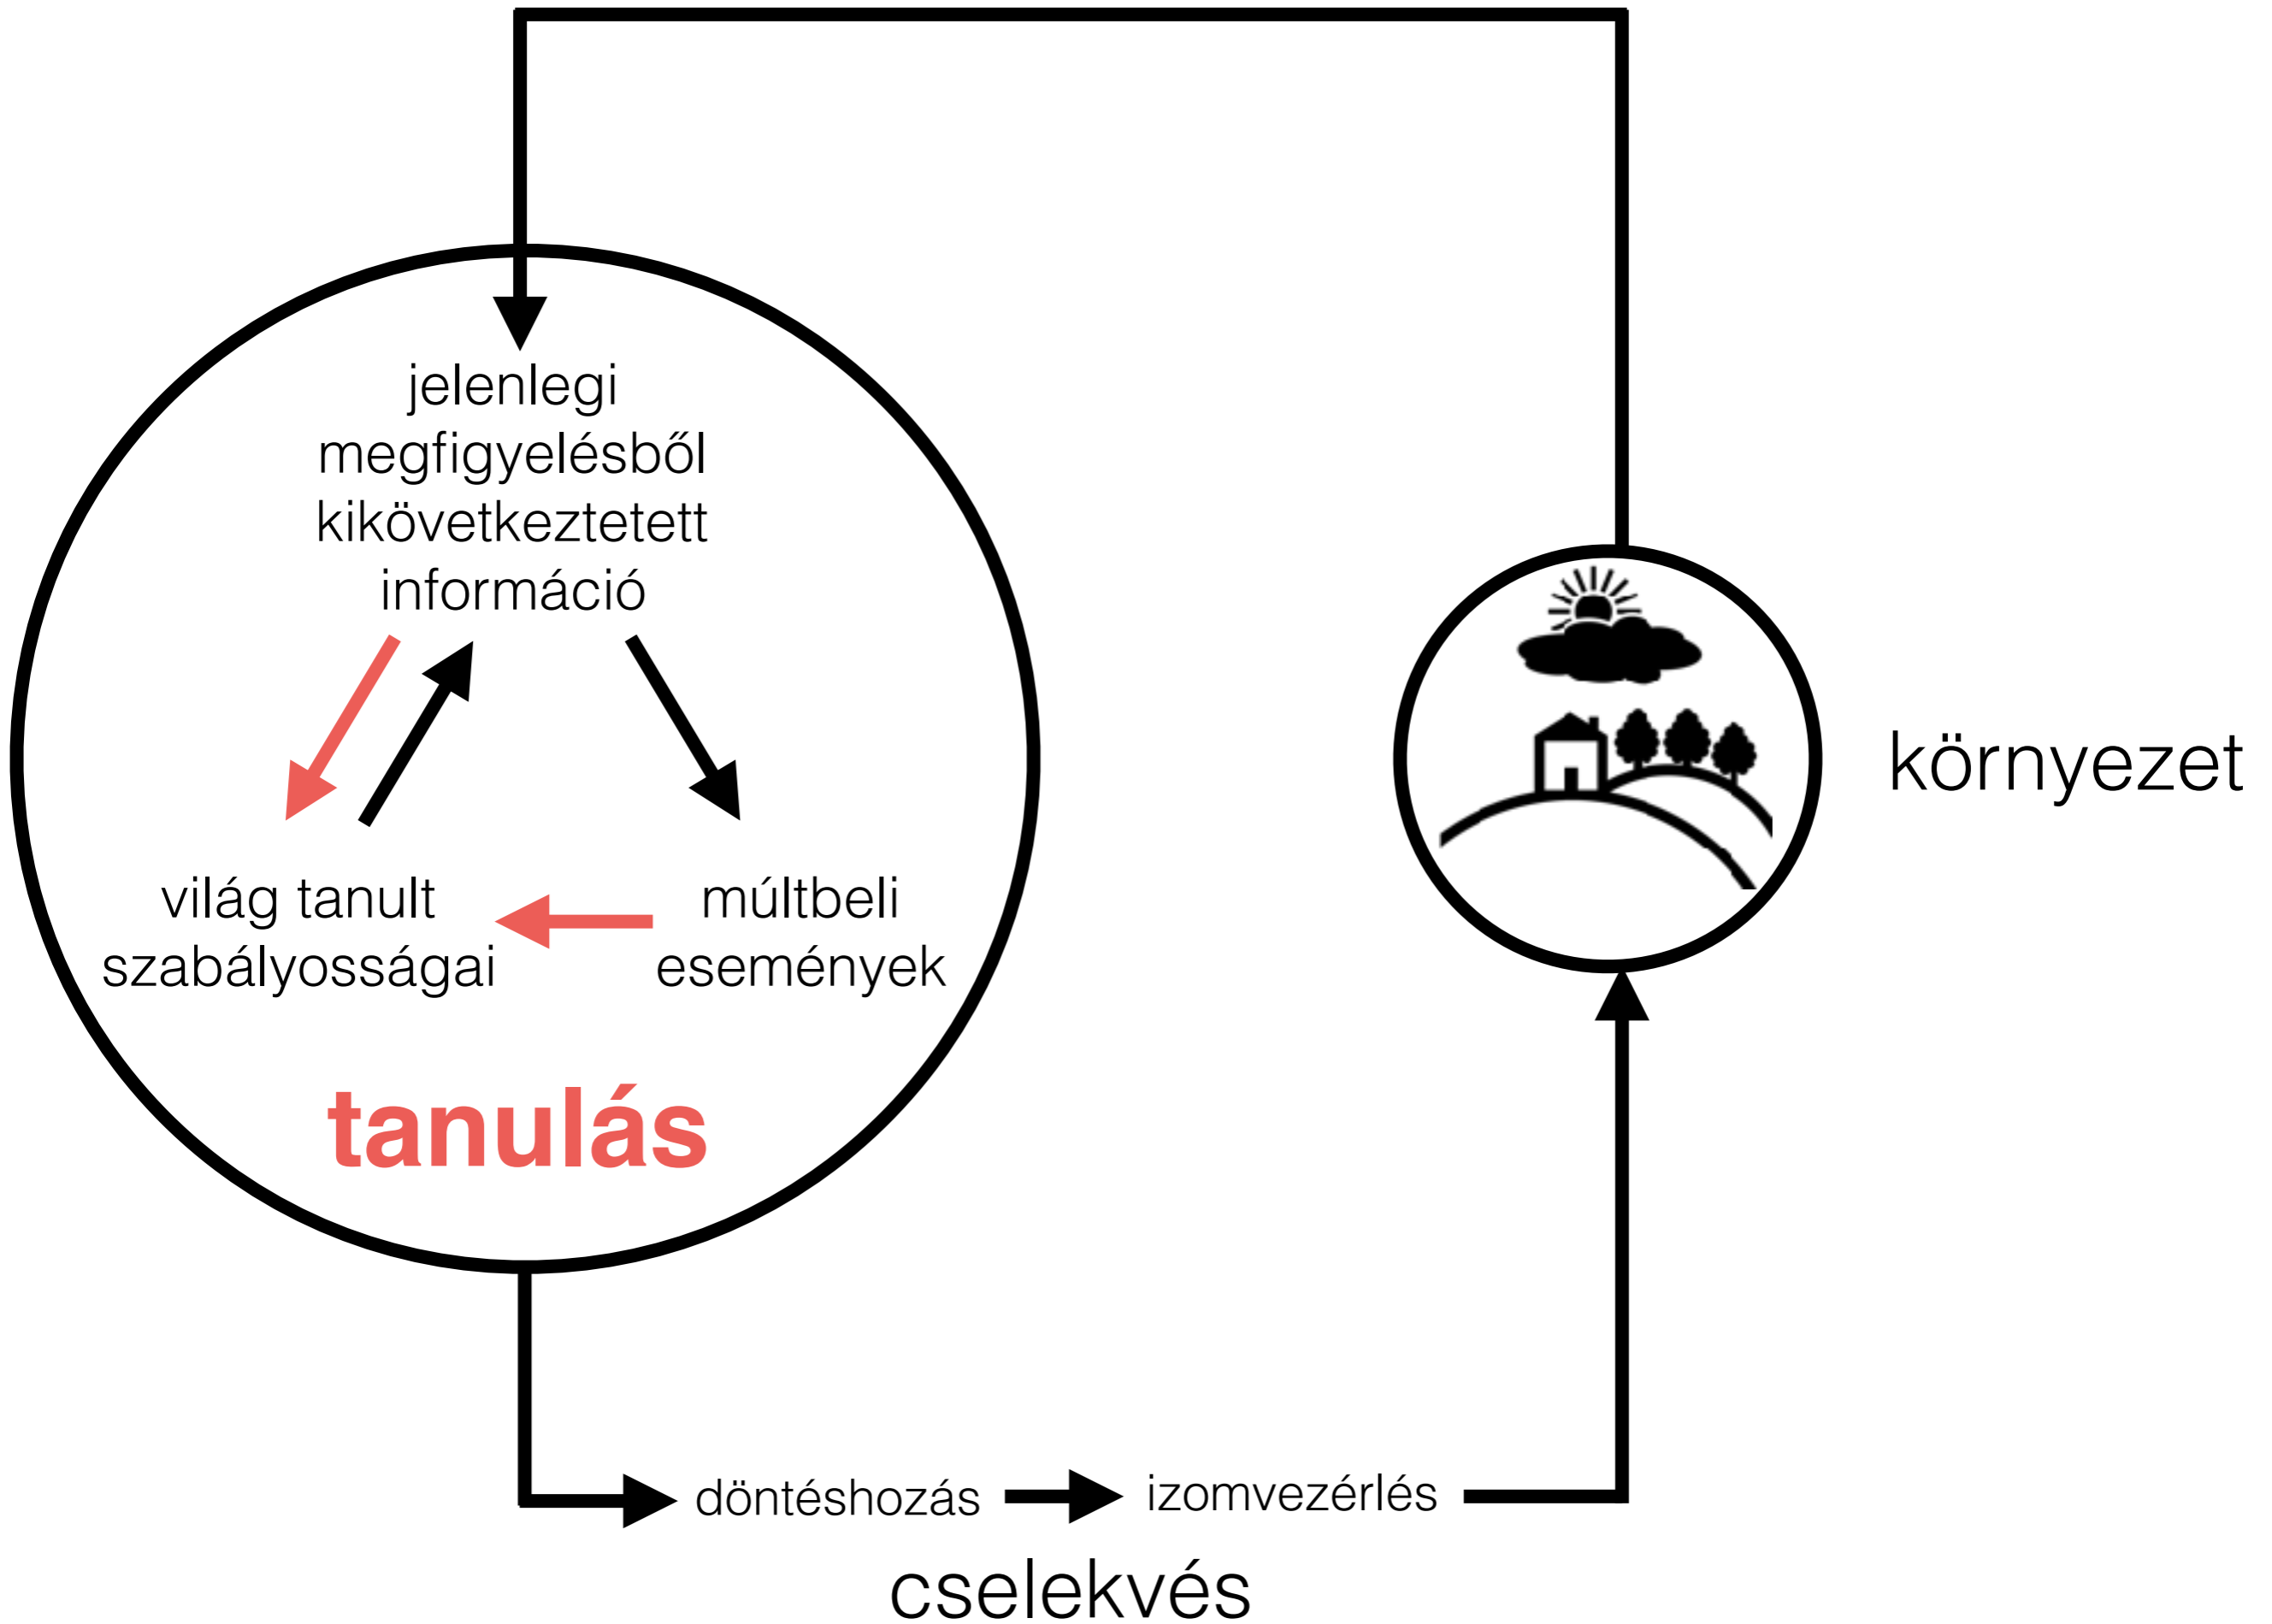 jelenlegi
megfigyelésből
kikövetkeztetett
információ
világ tanult
szabályosságai
múltbeli
események
tanulás
környezet
döntéshozás
izomvezérlés
cselekvés